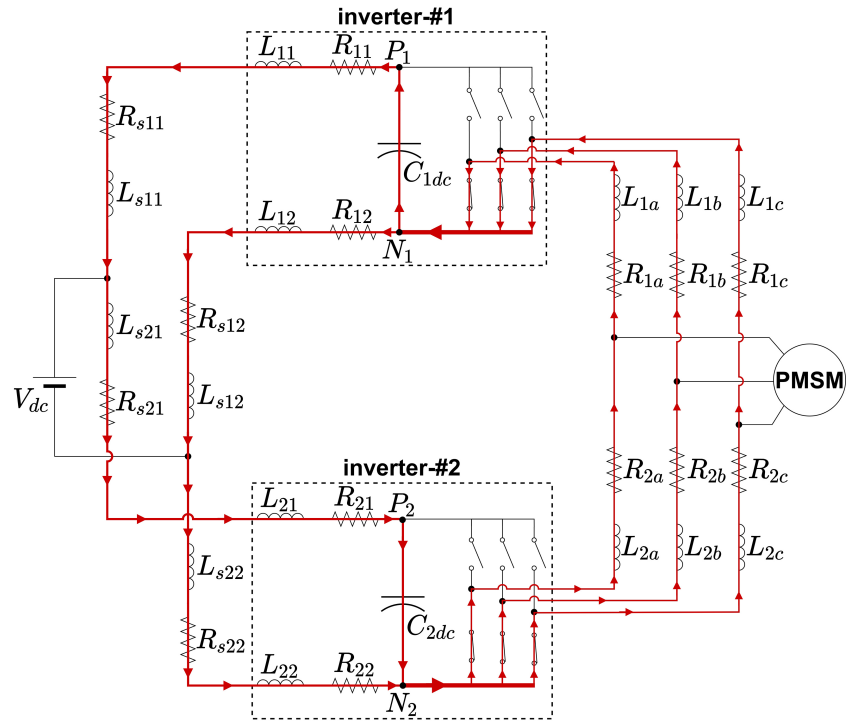 inverter-#1
L11 R11 P1
Rs11
Ls11
C1dc
L12 R12
N1
L1a L1b L1c
R1a R1b R1c
Ls21
Rs12
Vdc
Rs21
Ls12
PMSM
inverter-#2
L21 R21 P2
R2a R2b R2c
L2a L2b L2c
Ls22
C2dc
Rs22
L22 R22
N2